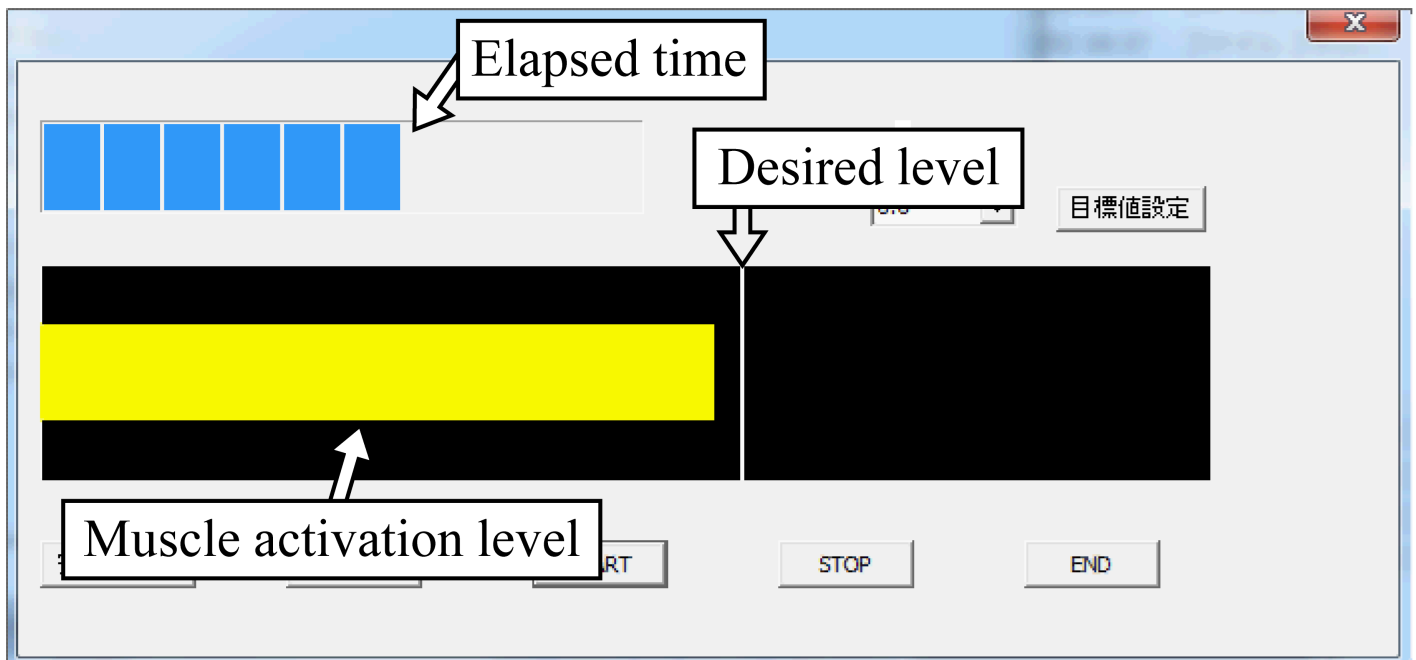 Elapsed time
Desired level
目標値設定
Muscle activation level
STOP
END